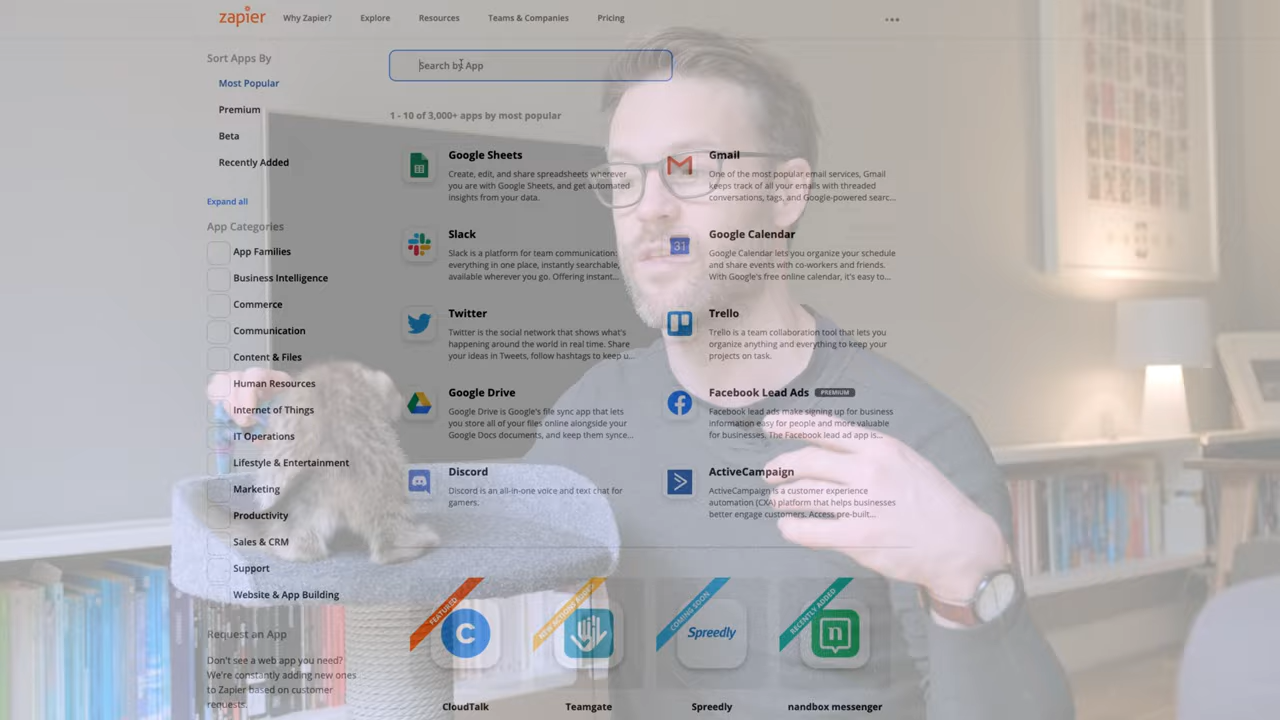 zapier
Why Zapier?
Explore
Resources
Teams & Companies
Pricing
Sort Apps By
Most Popular
Premium
Beta
Recently Added
Expand all
App Categories
App Families
Business Intelligence
Commerce
Communication
Content & Files
Human Resources
Internet of Things
IT Operations
Lifestyle & Entertainment
Marketing
Productivity
Sales & CRM
Support
Website & App Building
Request an App
Don't see a web app you need?
We're constantly adding new ones
to Zapier based on customer
requests.
Search by App
1 - 10 of 3,000+ apps by most popular
Google Sheets
Create, edit, and share spreadsheets wherever
you are with Google Sheets, and get automated
insights from your data.
Gmail
One of the most popular email services, Gmail
keeps track of all your emails with threaded
conversations, tags, and Google-powered searc...
Slack
Slack is a platform for team communication:
everything in one place, instantly searchable,
available wherever you go. Offering instant...
31
Google Calendar
Google Calendar lets you organize your schedule
and share events with co-workers and friends.
With Google's free online calendar, it's easy to...
Twitter
Twitter is the social network that shows what's
happening around the world in real time. Share
your ideas in Tweets, follow hashtags to keep u...
Trello
Trello is a team collaboration tool that lets you
organize anything and everything to keep your
projects on task.
Google Drive
Google Drive is Google's file sync app that lets
you store all of your files online alongside your
Google Docs documents, and keep them synce...
Facebook Lead Ads PREMIUM
Facebook lead ads make signing up for business
information easy for people and more valuable
for businesses. The Facebook lead ad app is...
Discord
Discord is an all-in-one voice and text chat for
gamers.
ActiveCampaign
ActiveCampaign is a customer experience
automation (CXA) platform that helps businesses
better engage customers. Access pre-built...
FEATURED
C
CloudTalk
Teamgate
COMING SOON
Spreedly
Spreedly
RECENTLY ADDED
n
nandbox messenger